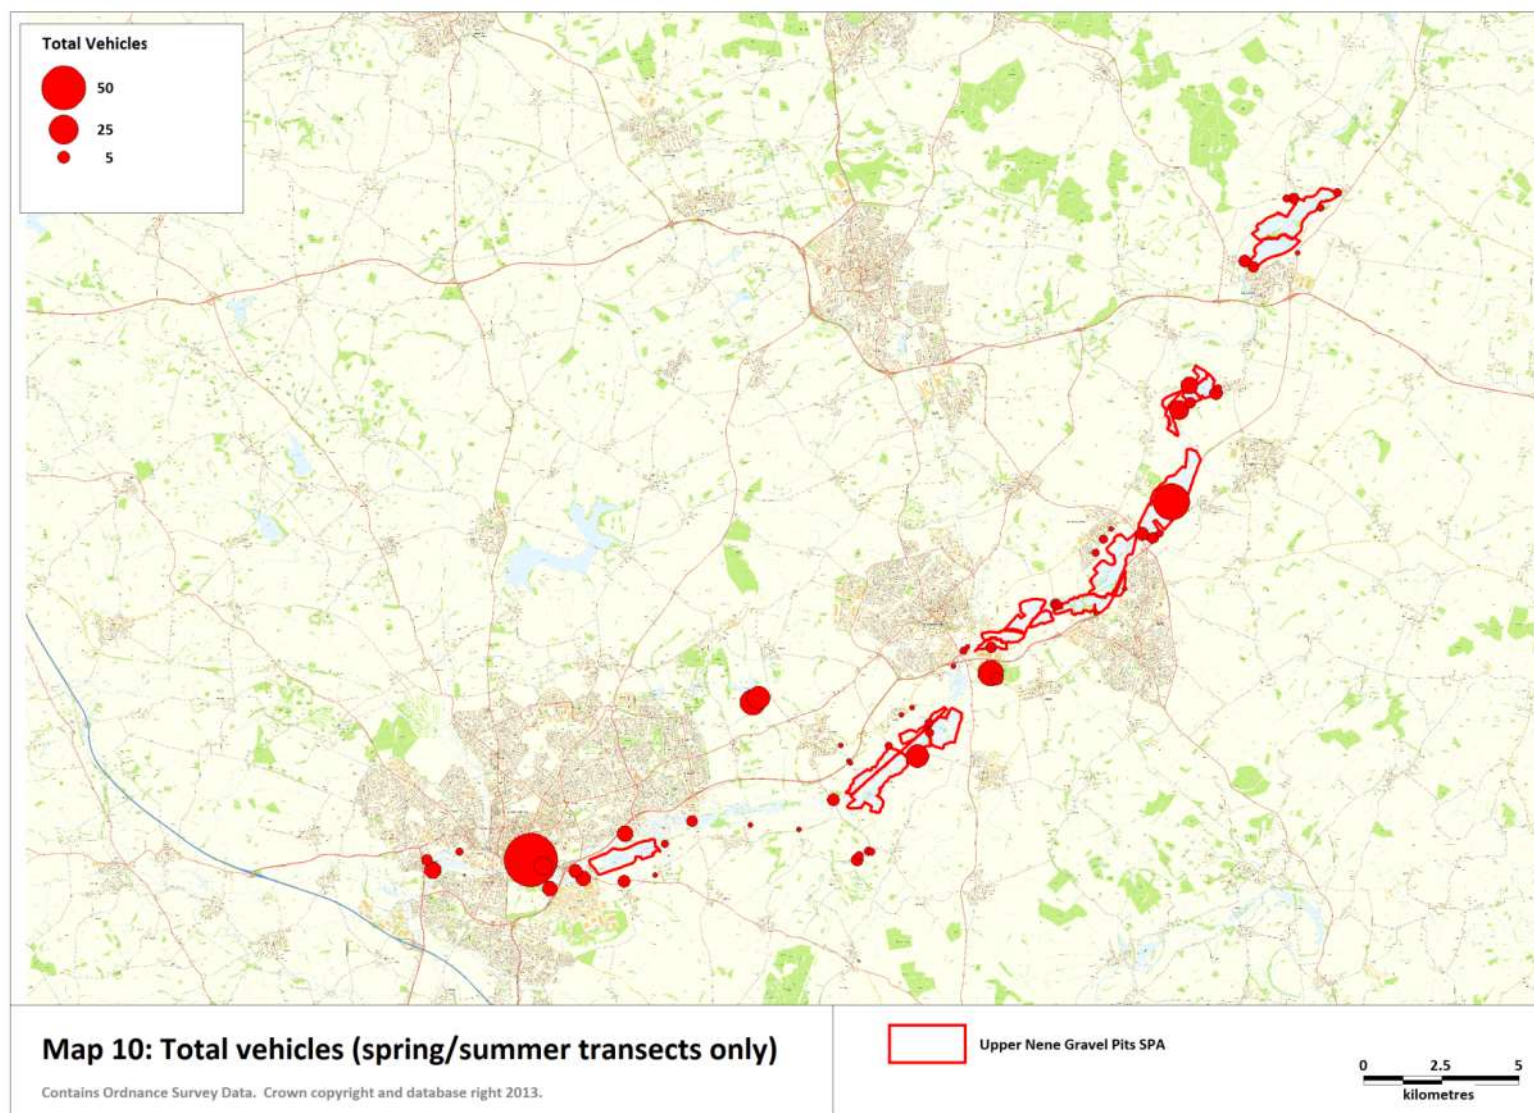 Total Vehicles
50
25
5
Map 10: Total vehicles (spring/summer transects only)
Contains Ordnance Survey Data. Crown copyright and database right 2013.
Upper Nene Gravel Pits SPA
0 2.5 5
kilometres